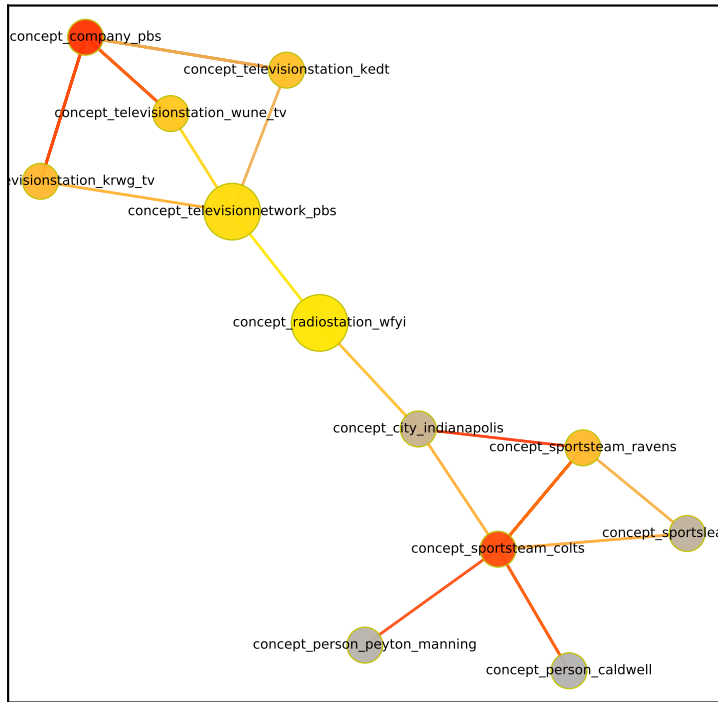 concept_company_pbs
concept_televisionstation_kedt
concept_televisionstation_wune_tv
evisionstation_krwg_tv
concept_televisionnetwork_pbs
concept_radiostation_wfyi
concept_city_indianapolis
concept_sportsteam_ravens
concept_sportslea
concept_sportsteam_colts
concept_person_peyton_manning
concept_person_caldwell